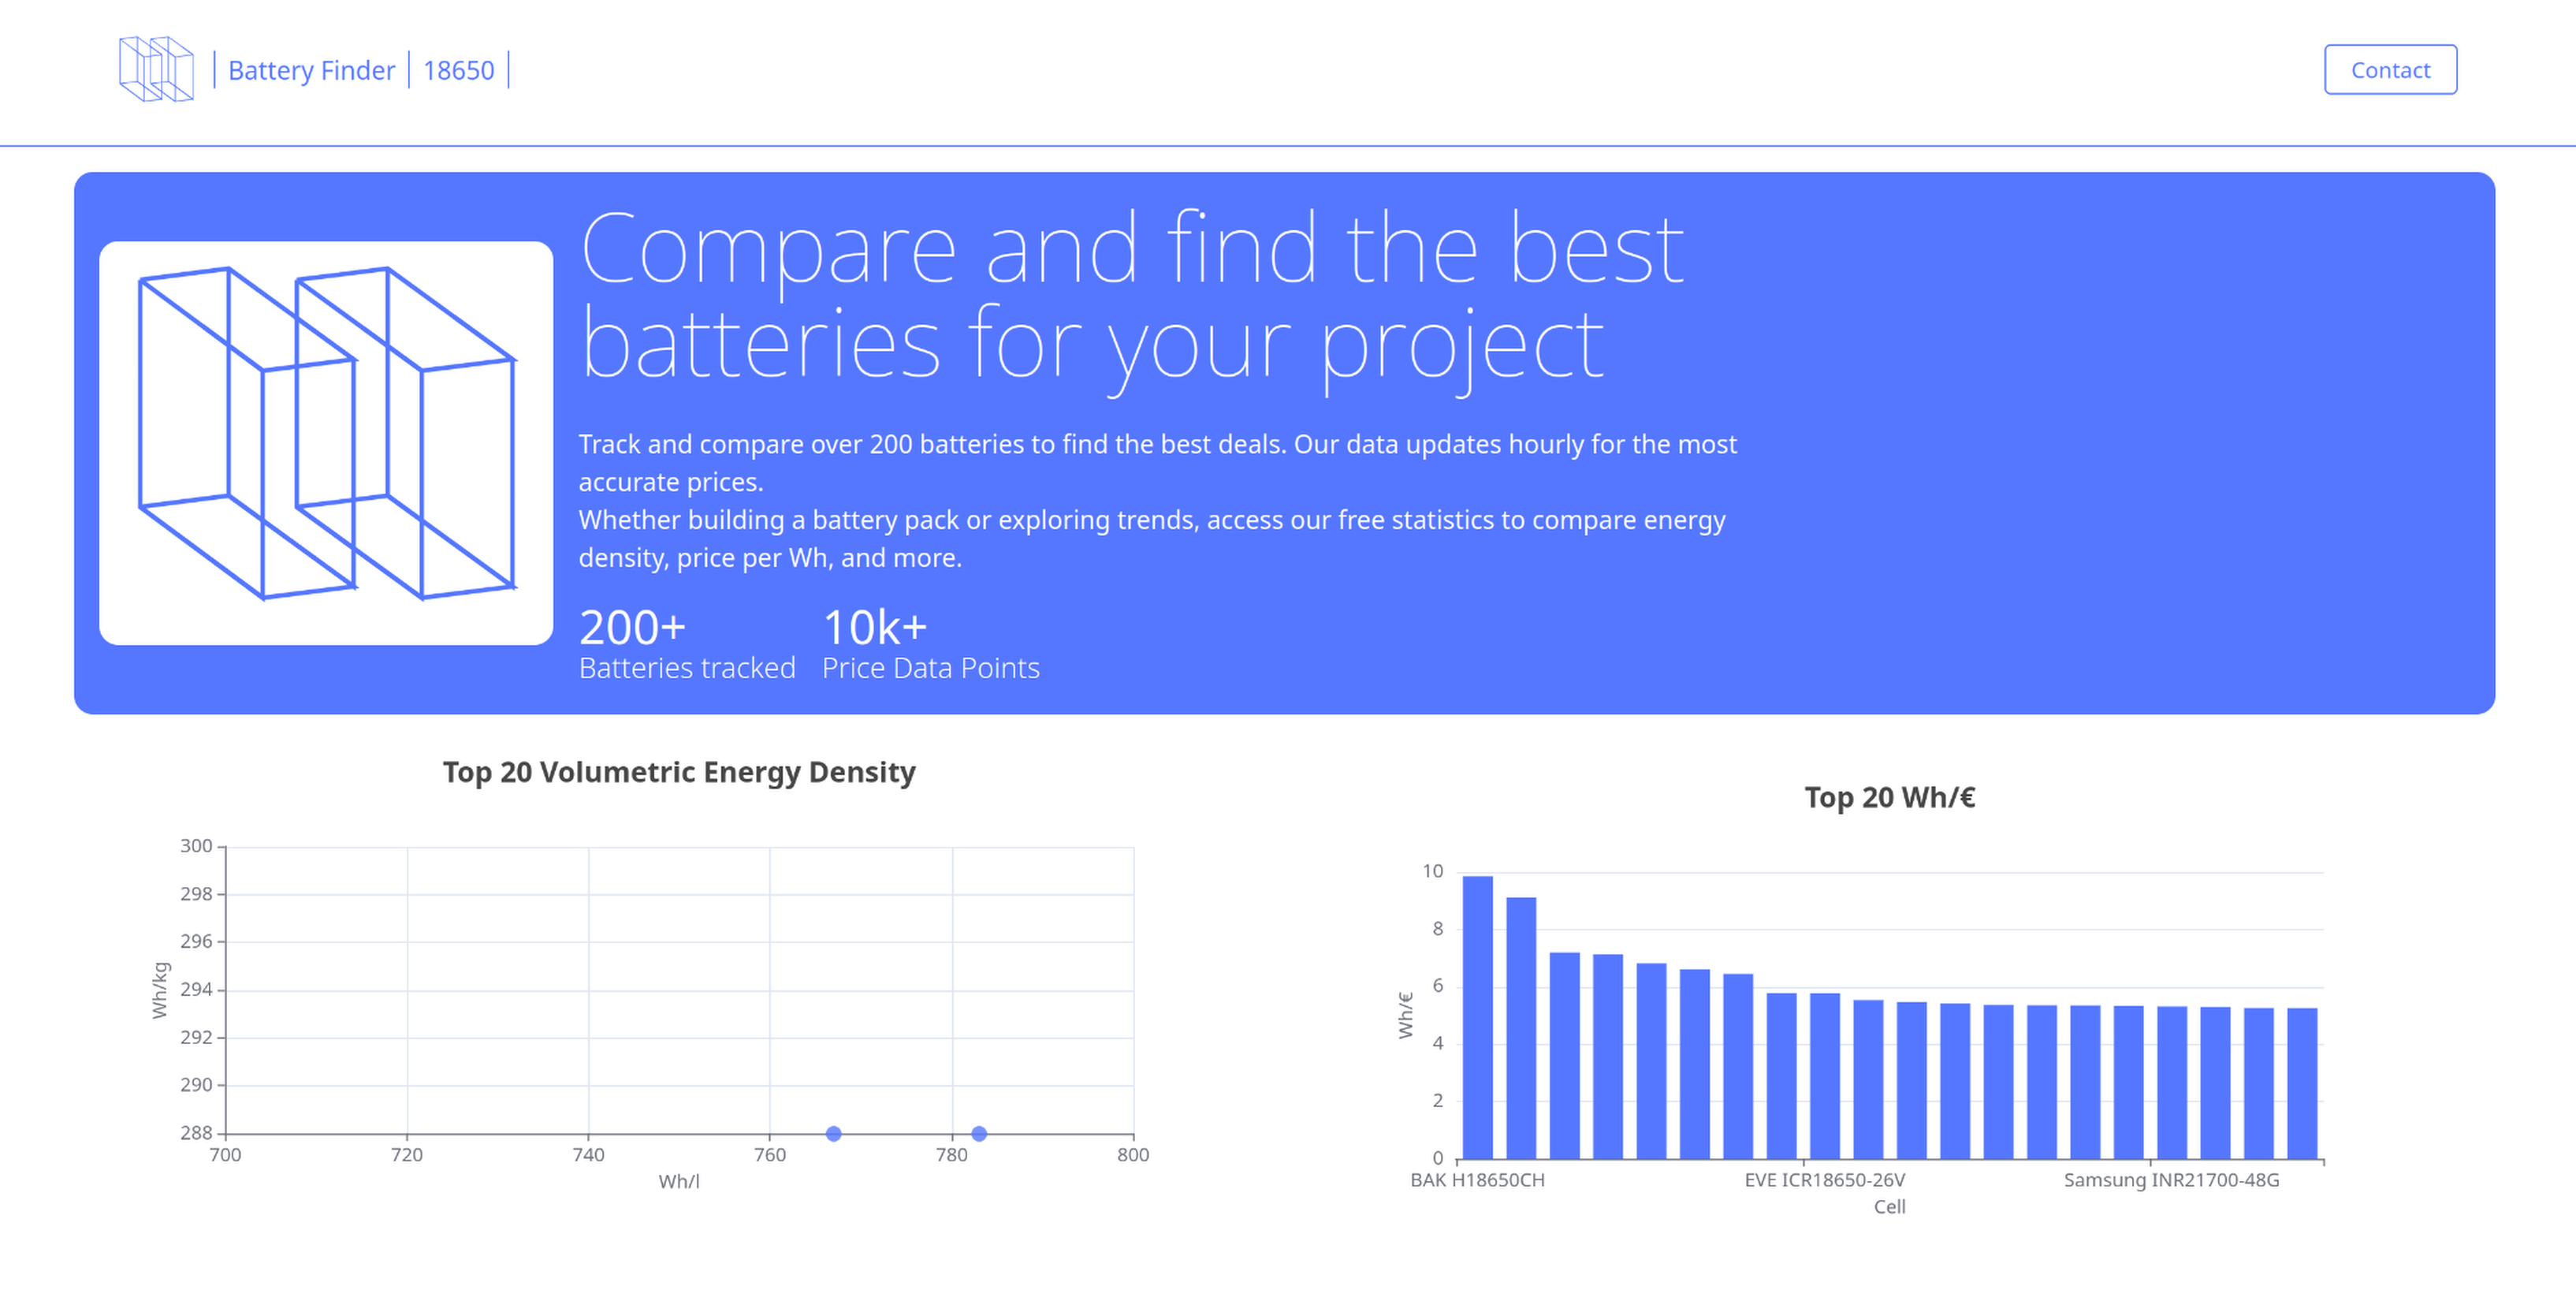 Battery Finder
18650
Contact
Compare and find the best
batteries for your project
Track and compare over 200 batteries to find the best deals. Our data updates hourly for the most
accurate prices.
Whether building a battery pack or exploring trends, access our free statistics to compare energy
density, price per Wh, and more.
200+
Batteries tracked
10k+
Price Data Points
Top 20 Volumetric Energy Density
300
298
296
294
292
290
288
Wh/kg
700 720 740 760 780 800
Wh/l
Top 20 Wh/€
10
8
6
4
2
0
Wh/€
BAK H18650CH EVE ICR18650-26V Samsung INR21700-48G
Cell